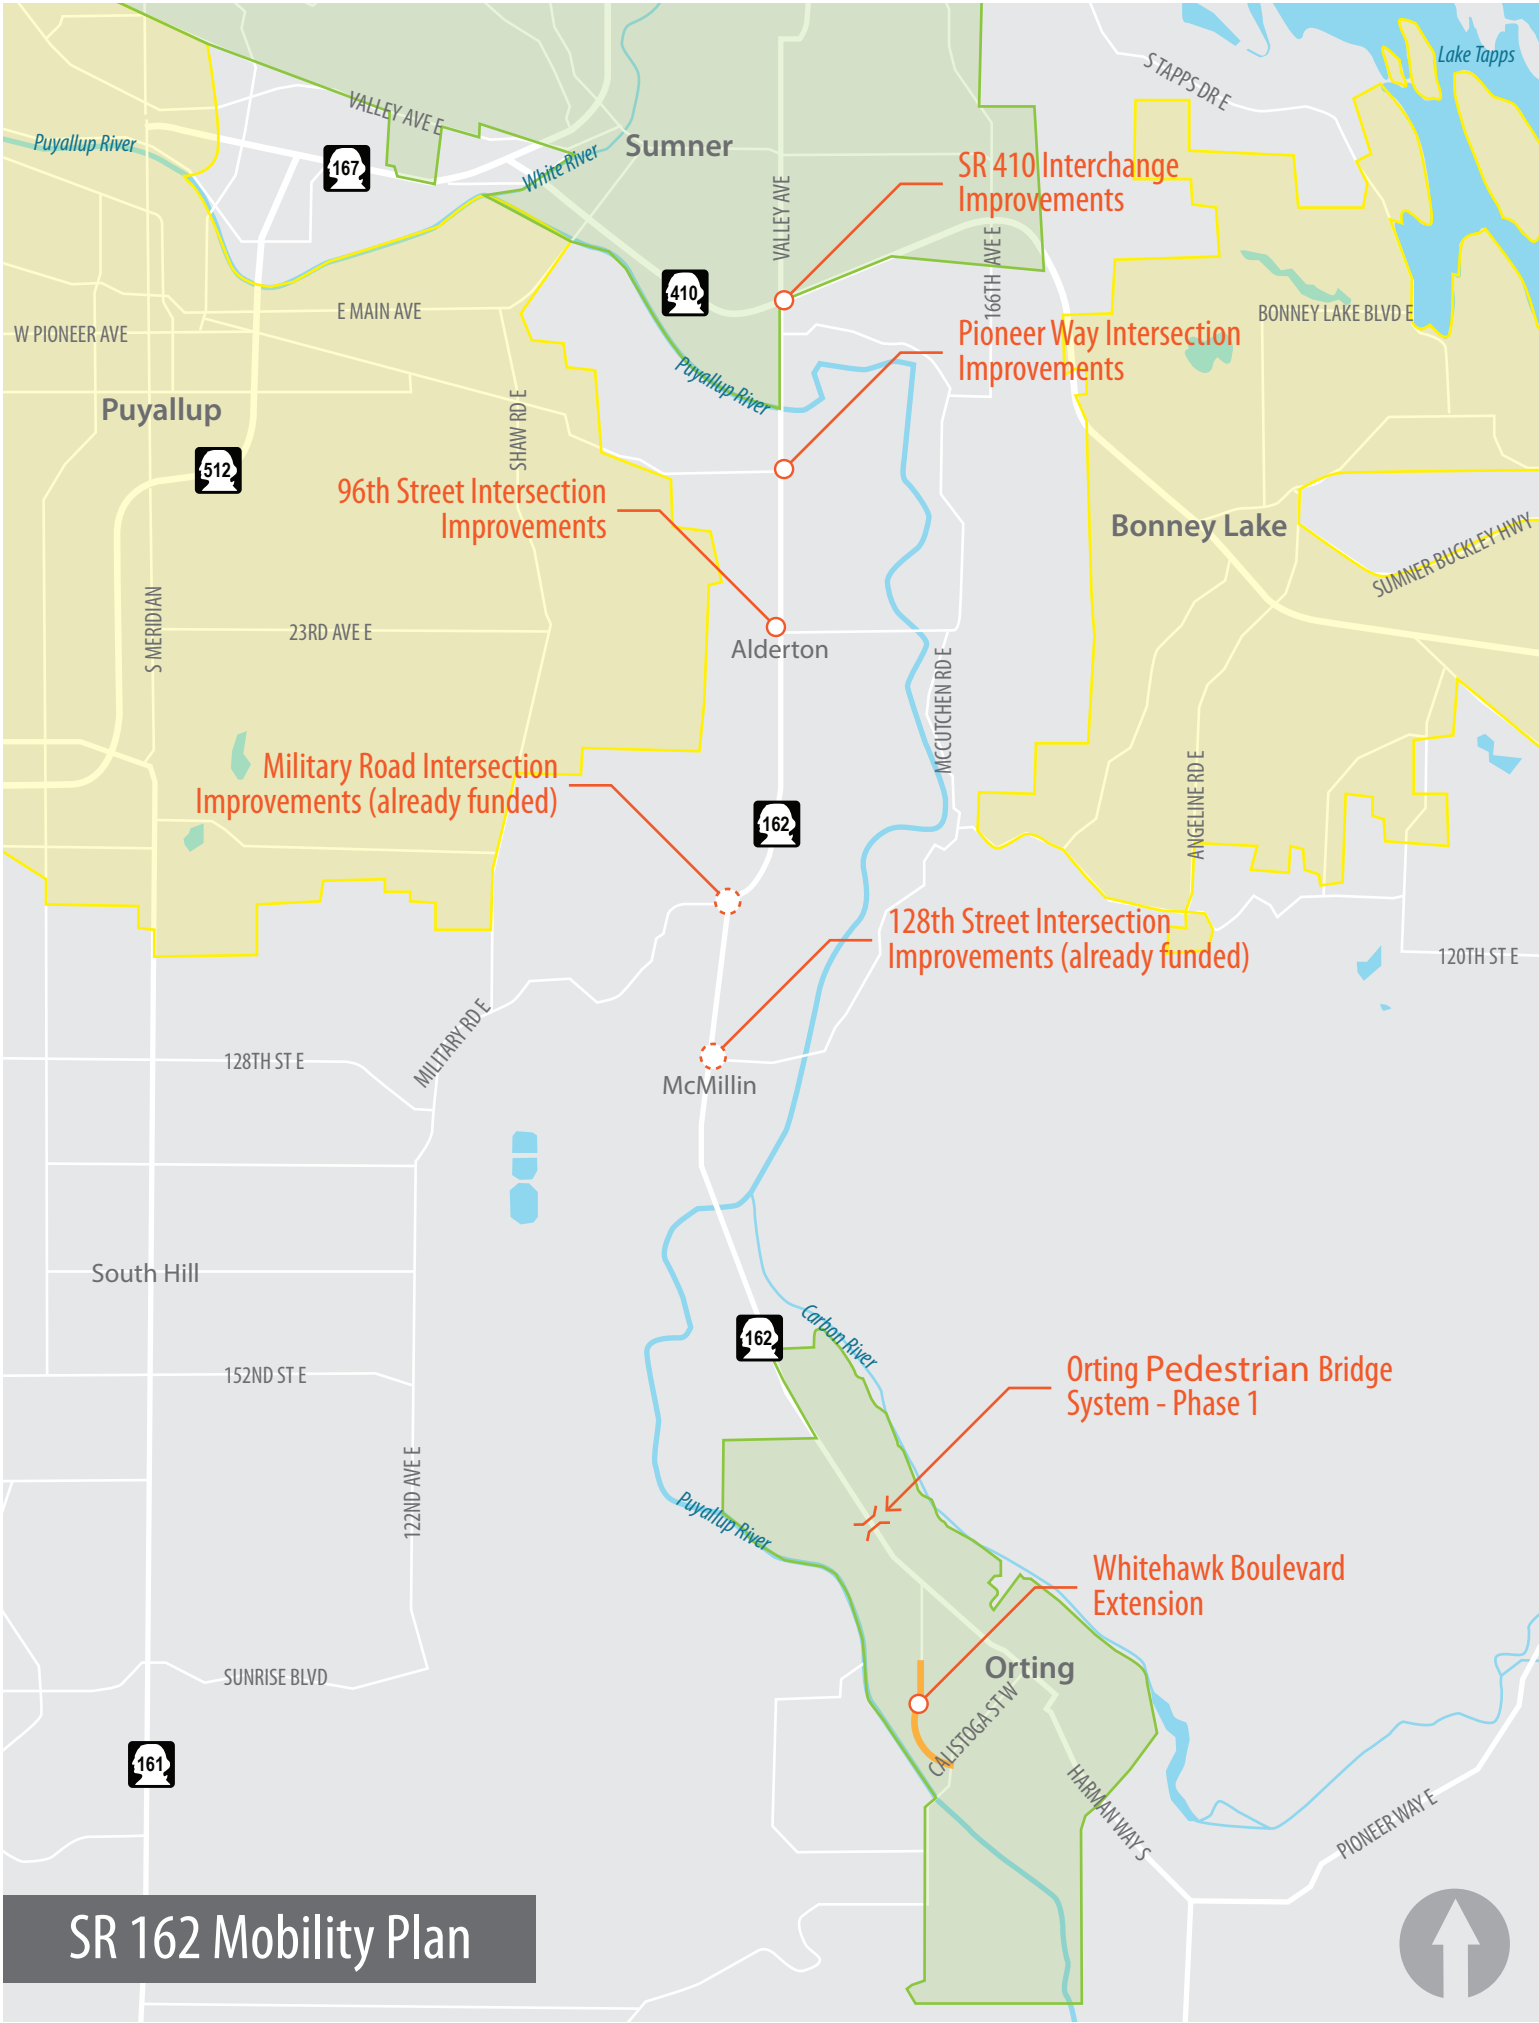 Lake Tapps
S TAPPS DR E
VALLEY AVE E
Puyallup River
167
White River
Sumner
VALLEY AVE
SR 410 Interchange
Improvements
166TH AVE E
410
E MAIN AVE
W PIONEER AVE
BONNEY LAKE BLVD E
Pioneer Way Intersection
Improvements
Puyallup River
Puyallup
SHAW RD E
512
96th Street Intersection
Improvements
Bonney Lake
SUMNER BUCKLEY HWY
S MERIDIAN
23RD AVE E
Alderton
MCCUTCHEN RD E
Military Road Intersection
Improvements (already funded)
162
ANGELINE RD E
128th Street Intersection
Improvements (already funded)
120TH ST E
MILITARY RD E
128TH ST E
McMillin
South Hill
162
Carbon River
152ND ST E
Orting Pedestrian Bridge
System - Phase 1
122ND AVE E
Puyallup River
Whitehawk Boulevard
Extension
Orting
SUNRISE BLVD
CALISTOGA ST W
161
HARMAN WAY S
PIONEER WAY E
SR 162 Mobility Plan